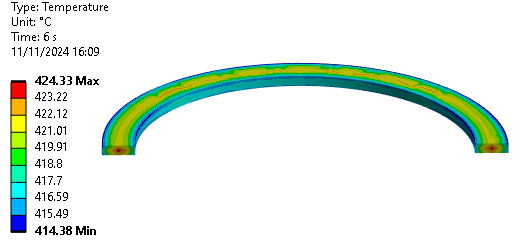 Type: Temperature
Unit: °C
Time: 6 s
11/11/2024 16:09
424.33 Max
423.22
422.12
421.01
419.91
418.8
417.7
416.59
415.49
414.38 Min